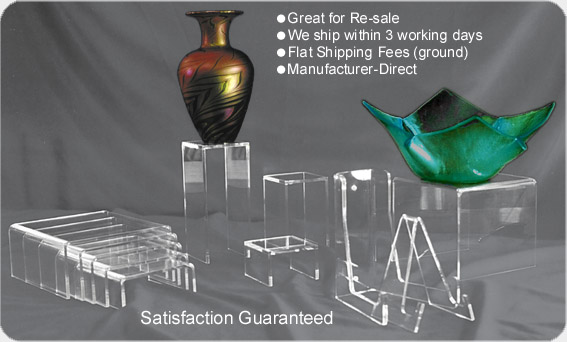 ● Great for Re-sale
● We ship within 3 working days
● Flat Shipping Fees (ground)
● Manufacturer-Direct
Satisfaction Guaranteed